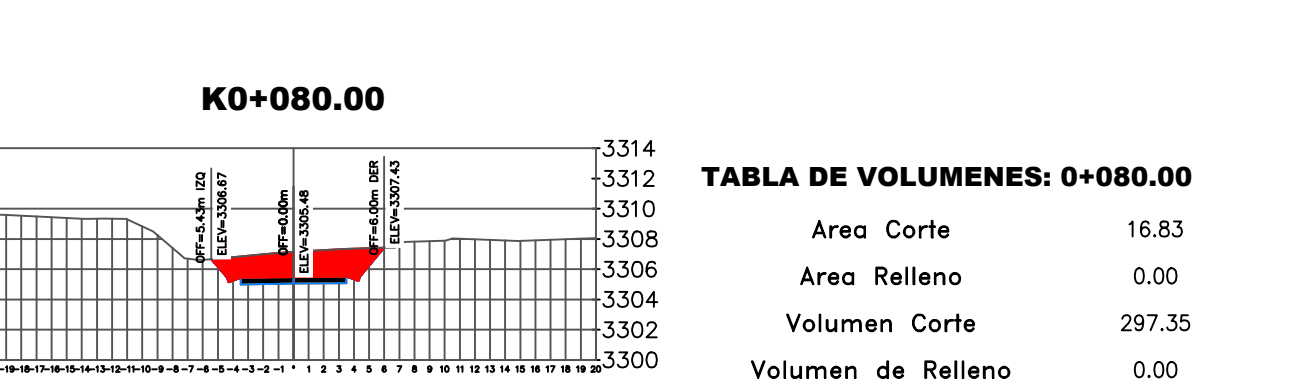 K0+080.00
3314
3312
3310
3308
3306
3304
3302
3300
OFF=5.43m IZQ
ELEV=3306.67
OFF=0.00m
ELEV=3305.48
OFF=6.00m DER
ELEV=3307.43
-19 -18 -17 -16 -15 -14 -13 -12 -11 -10 -9 -8 -7 -6 -5 -4 -3 -2 -1 1 2 3 4 5 6 7 8 9 10 11 12 13 14 15 16 17 18 19 20
TABLA DE VOLUMENES: 0+080.00
Area Corte 16.83
Area Relleno 0.00
Volumen Corte 297.35
Volumen de Relleno 0.00